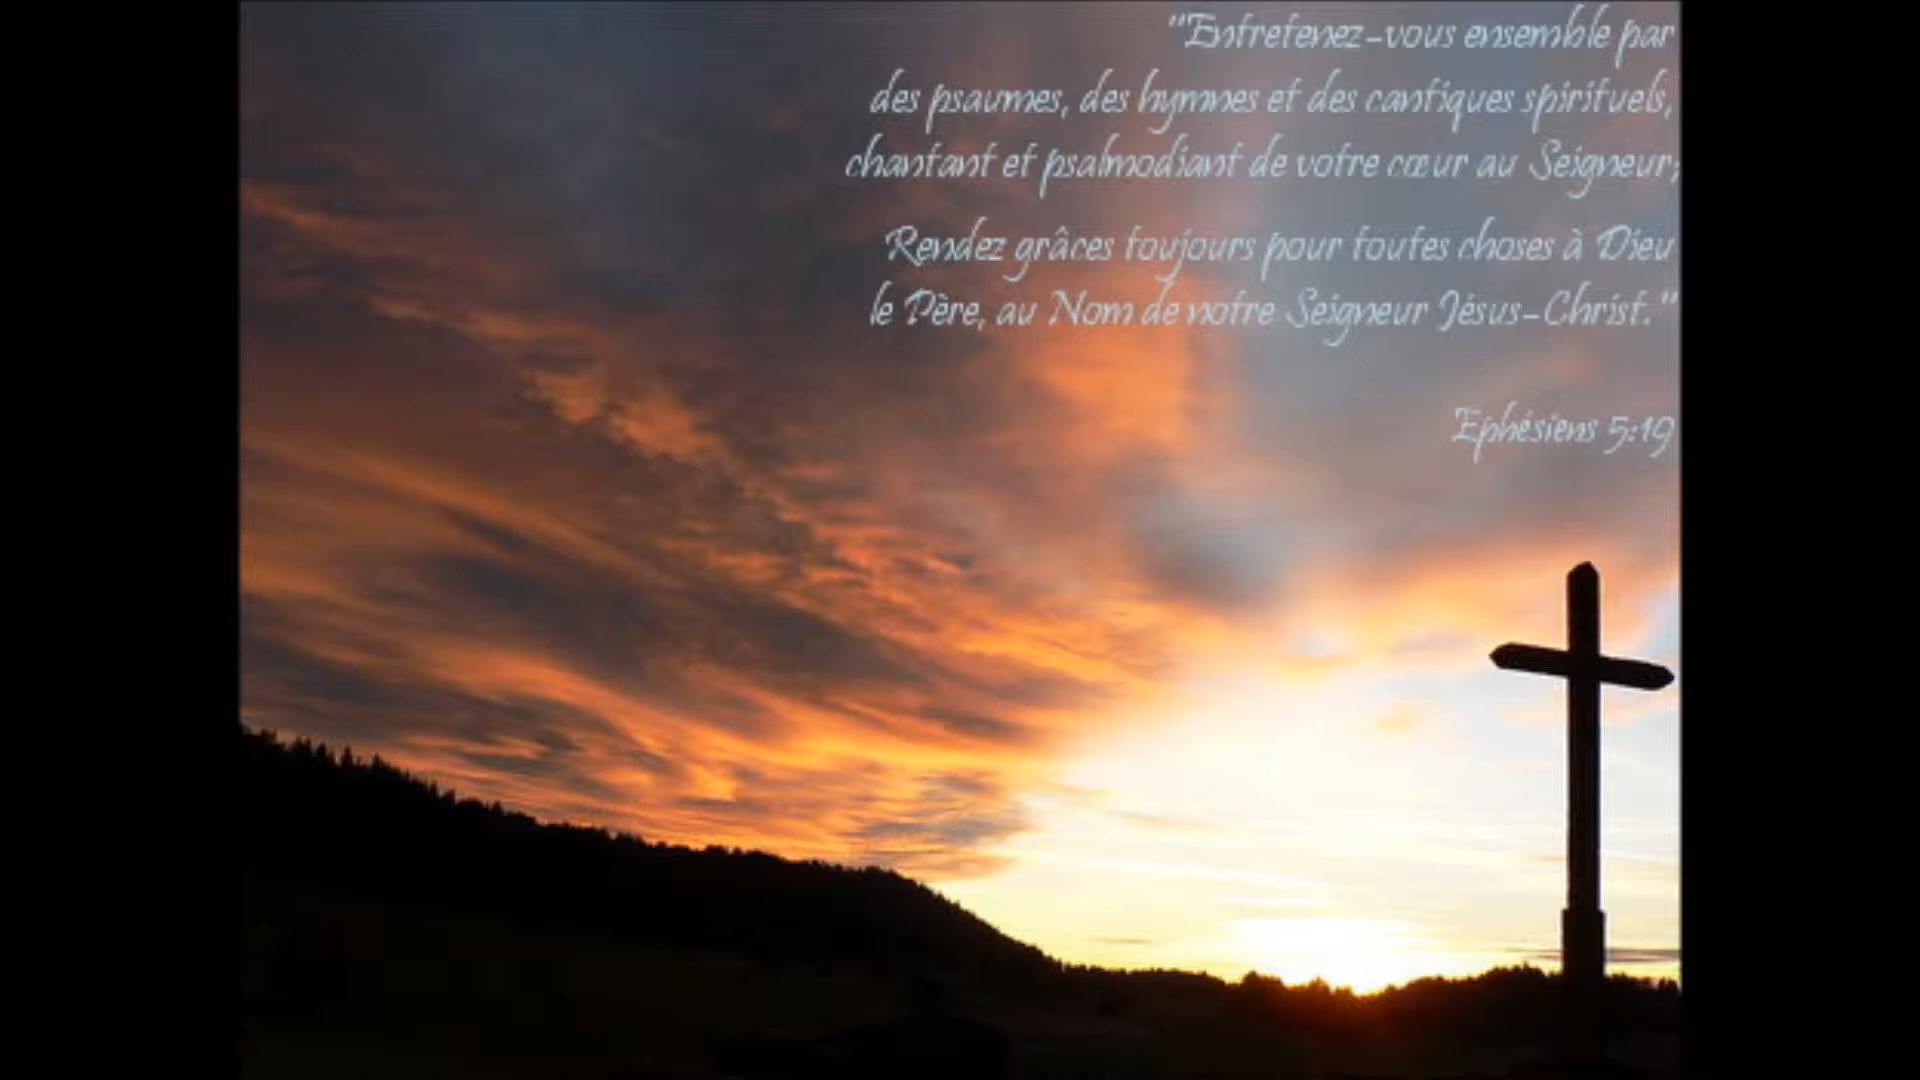 "Entretenez-vous ensemble par
des psaumes, des hymnes et des cantiques spirituels,
chantant et psalmodiant de votre cœur au Seigneur;
Rendez grâces toujours pour toutes choses à Dieu
le Père, au Nom de notre Seigneur Jésus-Christ."
Ephésiens 5:19